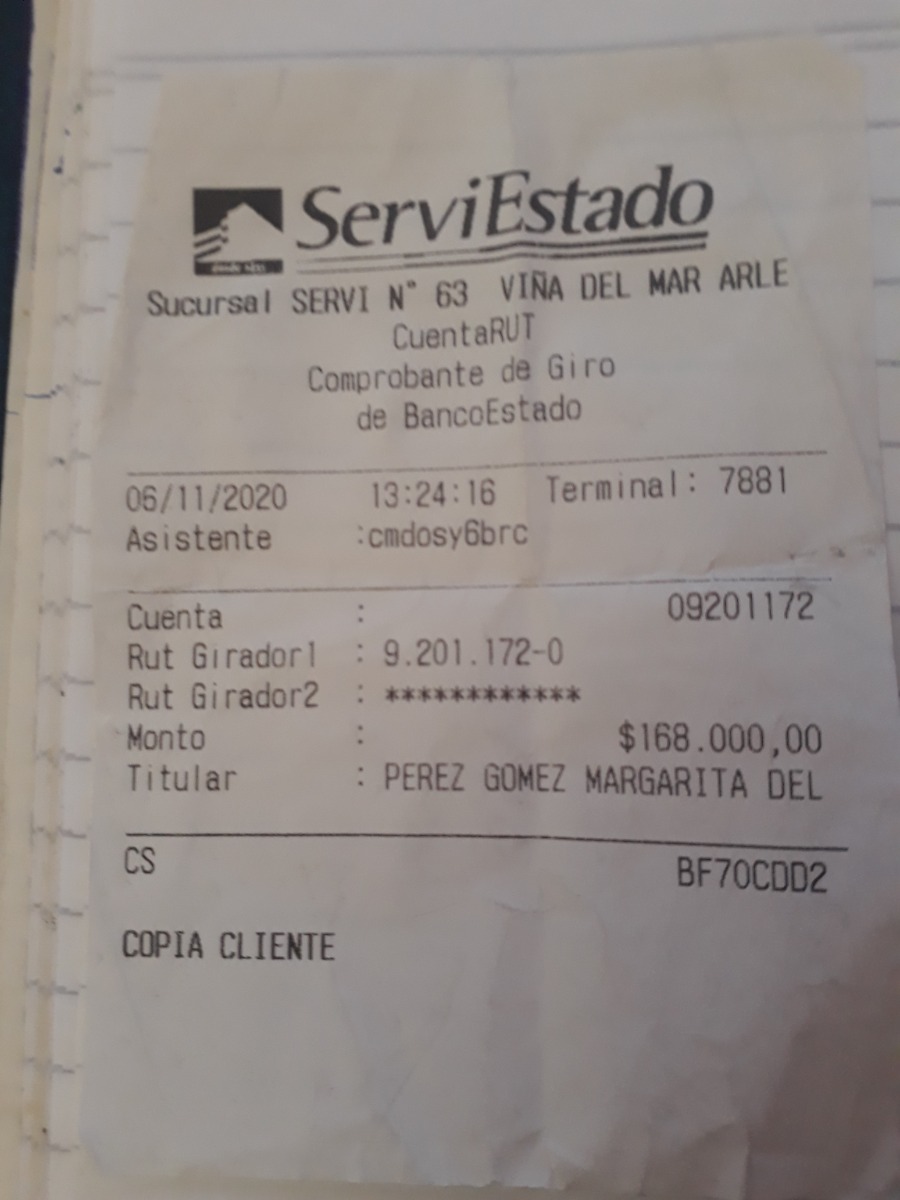 ServiEstado
Sucursal SERVI N° 63 VIÑA DEL MAR ARLE
CuentaRUT
Comprobante de Giro
de BancoEstado
06/11/2020 13:24:16 Terminal: 7881
Asistente :cmdosy6brc
Cuenta : 09201172
Rut Girador1 : 9.201.172-0
Rut Girador2 : ************
Monto : $168.000,00
Titular : PEREZ GOMEZ MARGARITA DEL
CS BF70CDD2
COPIA CLIENTE